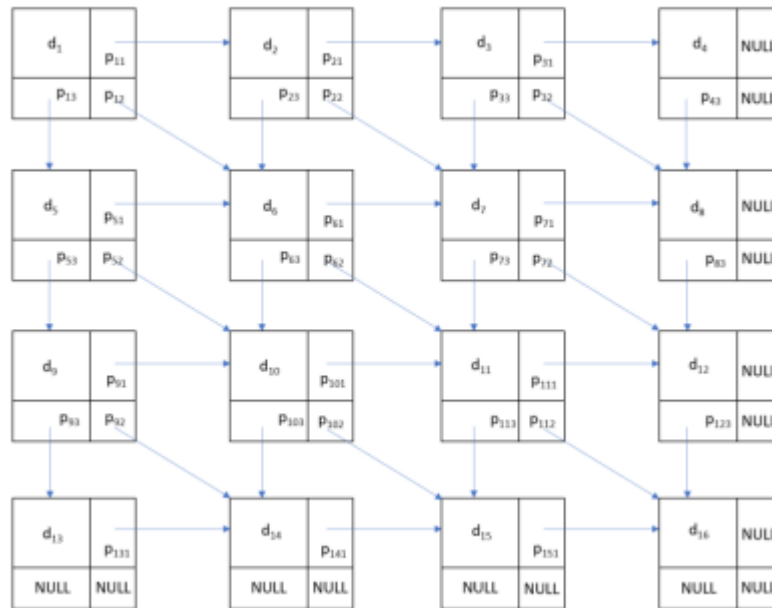 d₁ p₁₁ d₂ p₂₁ d₃ p₃₁ d₄ NULL
p₁₃ p₁₂ p₂₃ p₂₂ p₃₃ p₃₂ p₄₃ NULL
d₅ p₅₁ d₆ p₆₁ d₇ p₇₁ d₈ NULL
p₅₃ p₅₂ p₆₃ p₆₂ p₇₃ p₇₂ p₈₃ NULL
d₉ p₉₁ d₁₀ p₁₀₁ d₁₁ p₁₁₁ d₁₂ NULL
p₉₃ p₉₂ p₁₀₃ p₁₀₂ p₁₁₃ p₁₁₂ p₁₂₃ NULL
d₁₃ p₁₃₁ d₁₄ p₁₄₁ d₁₅ p₁₅₁ d₁₆ NULL
NULL NULL NULL NULL NULL NULL NULL NULL